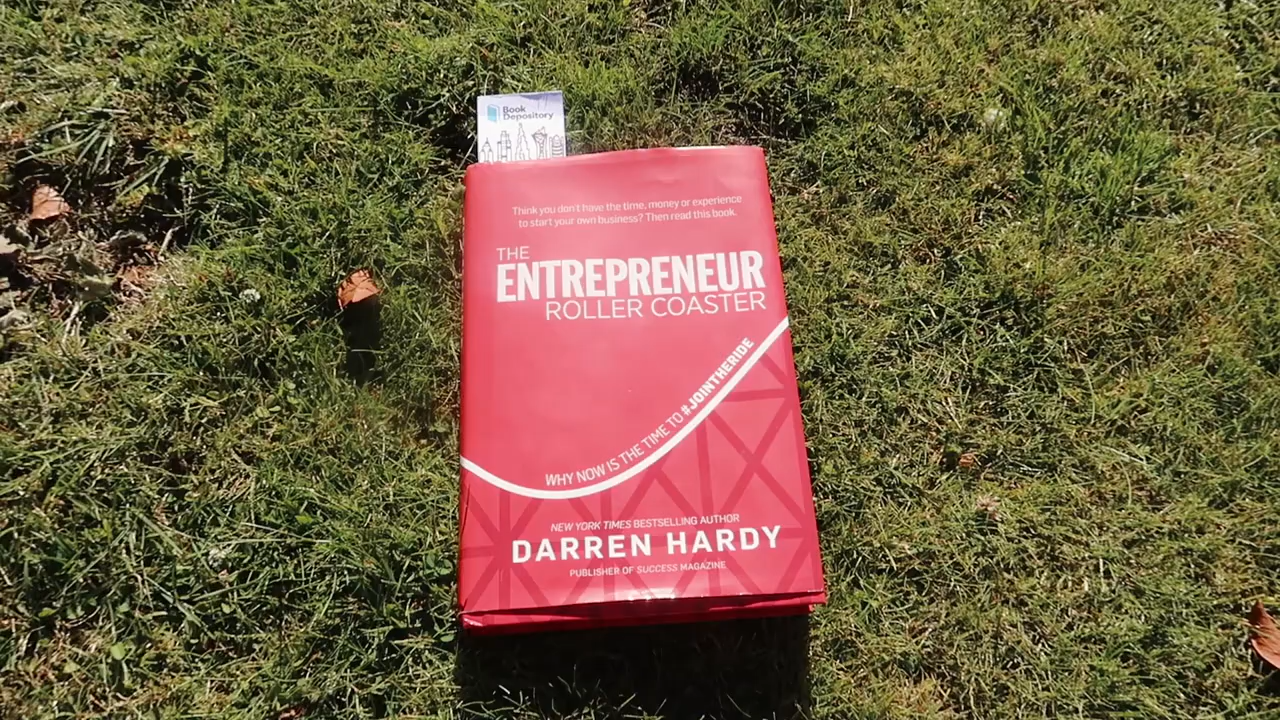 Book
Depository
Think you don't have the time, money or experience
to start your own business? Then read this book.
THE
ENTREPRENEUR
ROLLER COASTER
WHY NOW IS THE TIME TO #JOINTHERIDE
NEW YORK TIMES BESTSELLING AUTHOR
DARREN HARDY
PUBLISHER OF SUCCESS MAGAZINE